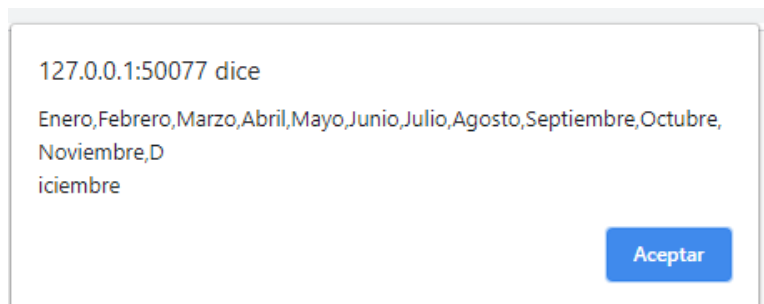 127.0.0.1:50077 dice
Enero,Febrero,Marzo,Abril,Mayo,Junio,Julio,Agosto,Septiembre,Octubre,
Noviembre,D
iciembre
Aceptar